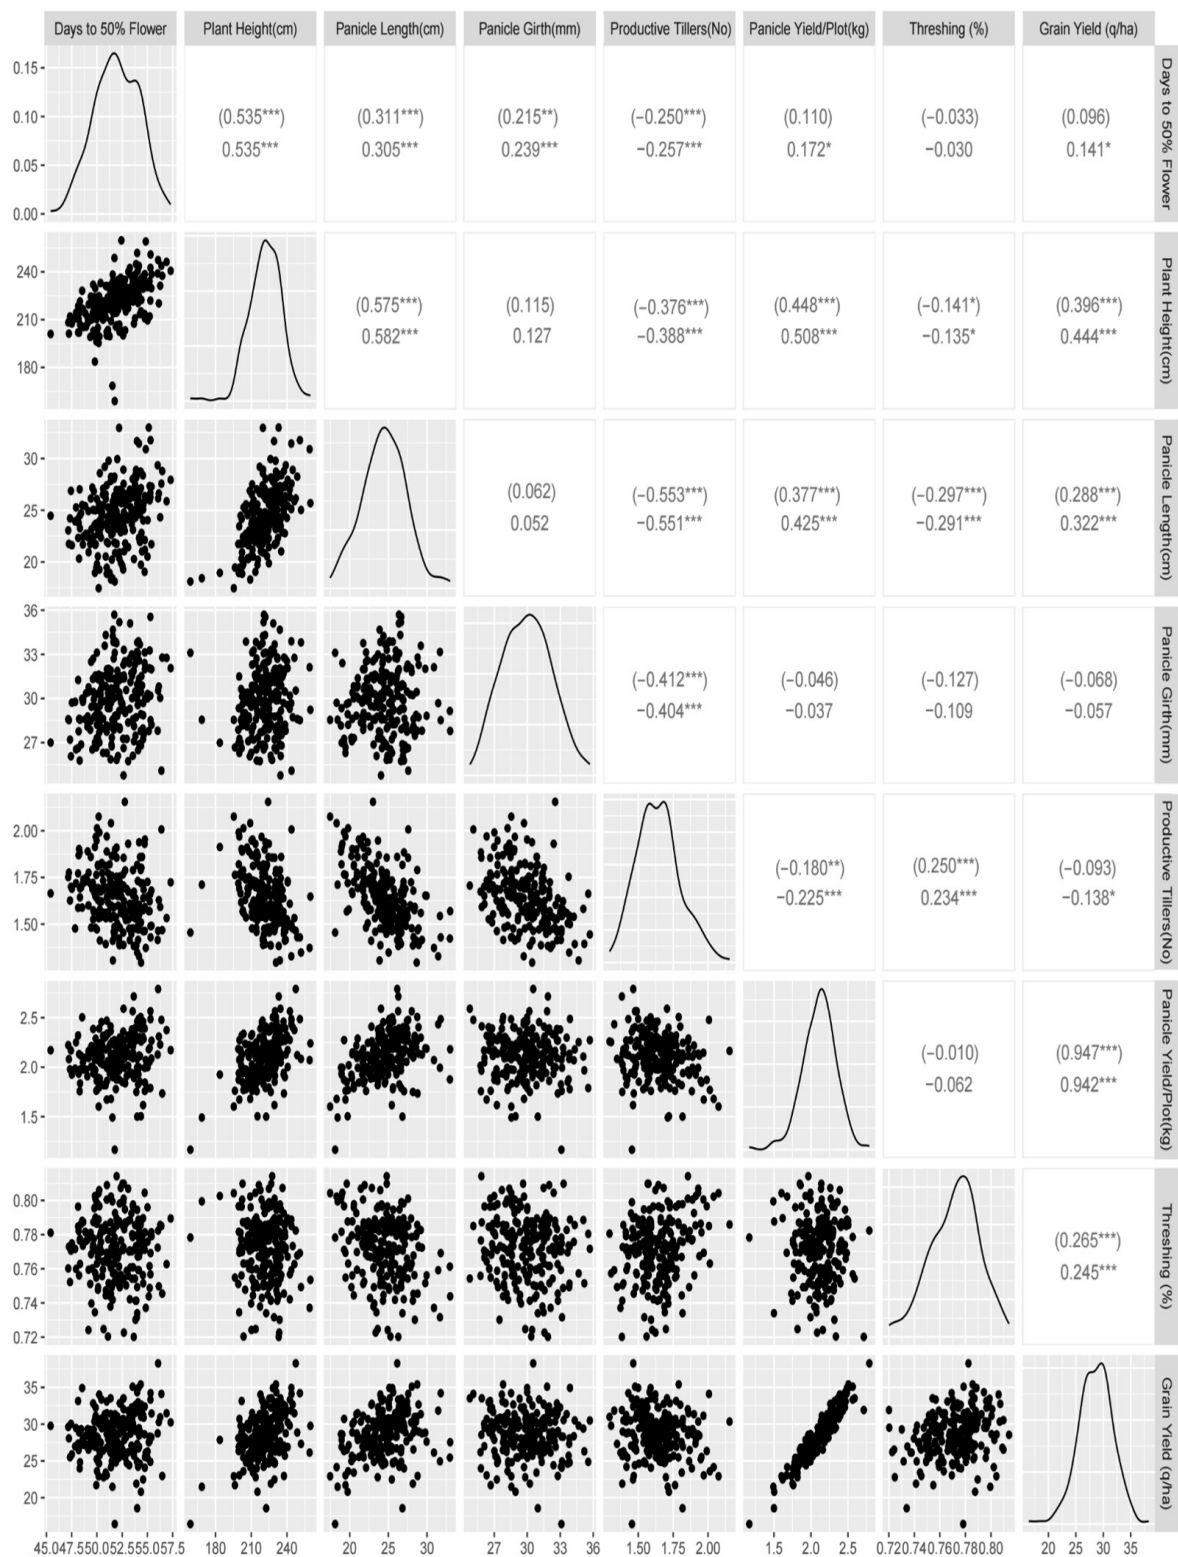 Days to 50% Flower Plant Height(cm) Panicle Length(cm) Panicle Girth(mm) Productive Tillers(No) Panicle Yield/Plot(kg) Threshing (%) Grain Yield (q/ha)
0.15
0.10
0.05
0.00
(0.535***) (0.311***) (0.215**) (−0.250***) (0.110) (−0.033) (0.096)
0.535*** 0.305*** 0.239*** −0.257*** 0.172* −0.030 0.141*
Days to 50% Flower
240
210
180
(0.575***) (0.115) (−0.376***) (0.448***) (−0.141*) (0.396***)
0.582*** 0.127 −0.388*** 0.508*** −0.135* 0.444***
Plant Height(cm)
30
25
20
(0.062) (−0.553***) (0.377***) (−0.297***) (0.288***)
0.052 −0.551*** 0.425*** −0.291*** 0.322***
Panicle Length(cm)
36
33
30
27
(−0.412***) (−0.046) (−0.127) (−0.068)
−0.404*** −0.037 −0.109 −0.057
Panicle Girth(mm)
2.00
1.75
1.50
(−0.180**) (0.250***) (−0.093)
−0.225*** 0.234*** −0.138*
Productive Tillers(No)
2.5
2.0
1.5
(−0.010) (0.947***)
−0.062 0.942***
Panicle Yield/Plot(kg)
0.80
0.78
0.76
0.74
0.72
(0.265***)
0.245***
Threshing (%)
35
30
25
20
Grain Yield (q/ha)
45.047.550.052.555.057.5 180 210 240 20 25 30 27 30 33 36 1.50 1.75 2.00 1.5 2.0 2.5 0.720.740.760.780.80 20 25 30 35